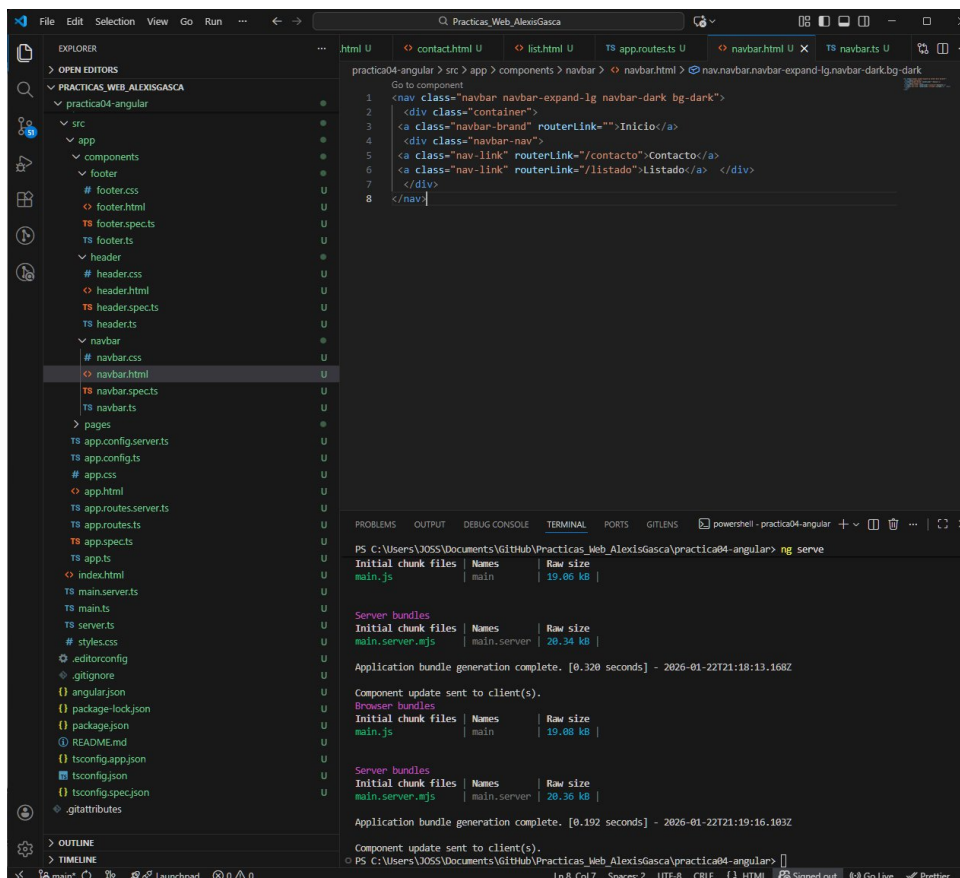 File Edit Selection View Go Run ··· Practicas_Web_AlexisGasca
EXPLORER
OPEN EDITORS
PRACTICAS_WEB_ALEXISGASCA
practica04-angular
src
app
components
footer
# footer.css U
<> footer.html U
TS footer.spec.ts U
TS footer.ts U
header
# header.css U
<> header.html U
TS header.spec.ts U
TS header.ts U
navbar
# navbar.css U
<> navbar.html U
TS navbar.spec.ts U
TS navbar.ts U
pages
TS app.config.server.ts U
TS app.config.ts U
# app.css U
<> app.html U
TS app.routes.server.ts U
TS app.routes.ts U
TS app.spec.ts U
TS app.ts U
<> index.html U
TS main.server.ts U
TS main.ts U
TS server.ts U
# styles.css U
.editorconfig U
.gitignore U
{} angular.json U
{} package-lock.json U
{} package.json U
README.md U
{} tsconfig.app.json U
tsconfig.json U
{} tsconfig.spec.json U
.gitattributes
OUTLINE
TIMELINE
51
.html U <> contact.html U <> list.html U TS app.routes.ts U <> navbar.html U X TS navbar.ts U
practica04-angular > src > app > components > navbar > <> navbar.html > nav.navbar.navbar-expand-lg.navbar-dark.bg-dark
Go to component
1 <nav class="navbar navbar-expand-lg navbar-dark bg-dark">
2 <div class="container">
3 <a class="navbar-brand" routerLink="">Inicio</a>
4 <div class="navbar-nav">
5 <a class="nav-link" routerLink="/contacto">Contacto</a>
6 <a class="nav-link" routerLink="/listado">Listado</a> </div>
7 </div>
8 </nav>
PROBLEMS OUTPUT DEBUG CONSOLE TERMINAL PORTS GITLENS powershell - practica04-angular
PS C:\Users\JOSS\Documents\GitHub\Practicas_Web_AlexisGasca\practica04-angular> ng serve
Initial chunk files | Names | Raw size
main.js | main | 19.06 kB |
Server bundles
Initial chunk files | Names | Raw size
main.server.mjs | main.server | 20.34 kB |
Application bundle generation complete. [0.320 seconds] - 2026-01-22T21:18:13.168Z
Component update sent to client(s).
Browser bundles
Initial chunk files | Names | Raw size
main.js | main | 19.08 kB |
Server bundles
Initial chunk files | Names | Raw size
main.server.mjs | main.server | 20.36 kB |
Application bundle generation complete. [0.192 seconds] - 2026-01-22T21:19:16.103Z
Component update sent to client(s).
PS C:\Users\JOSS\Documents\GitHub\Practicas_Web_AlexisGasca\practica04-angular>
main* Launchpad 0 0 Ln 8, Col 7 Spaces: 2 UTF-8 CRLF {} HTML Signed out Go Live Prettier